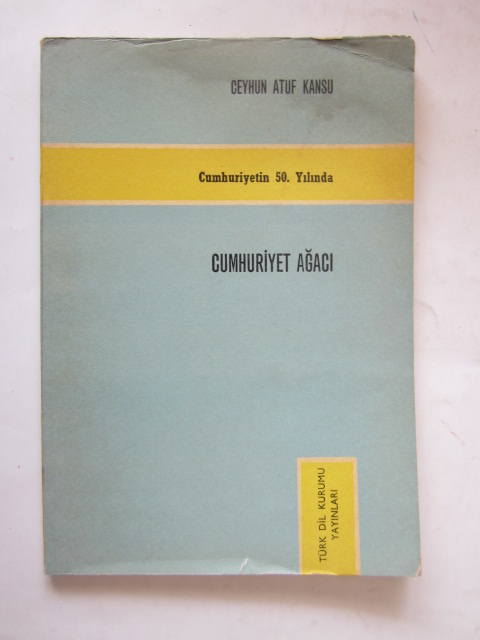 CEYHUN ATUF KANSU
Cumhuriyetin 50. Yılında
CUMHURİYET AĞACI
TÜRK DİL KURUMU
YAYINLARI